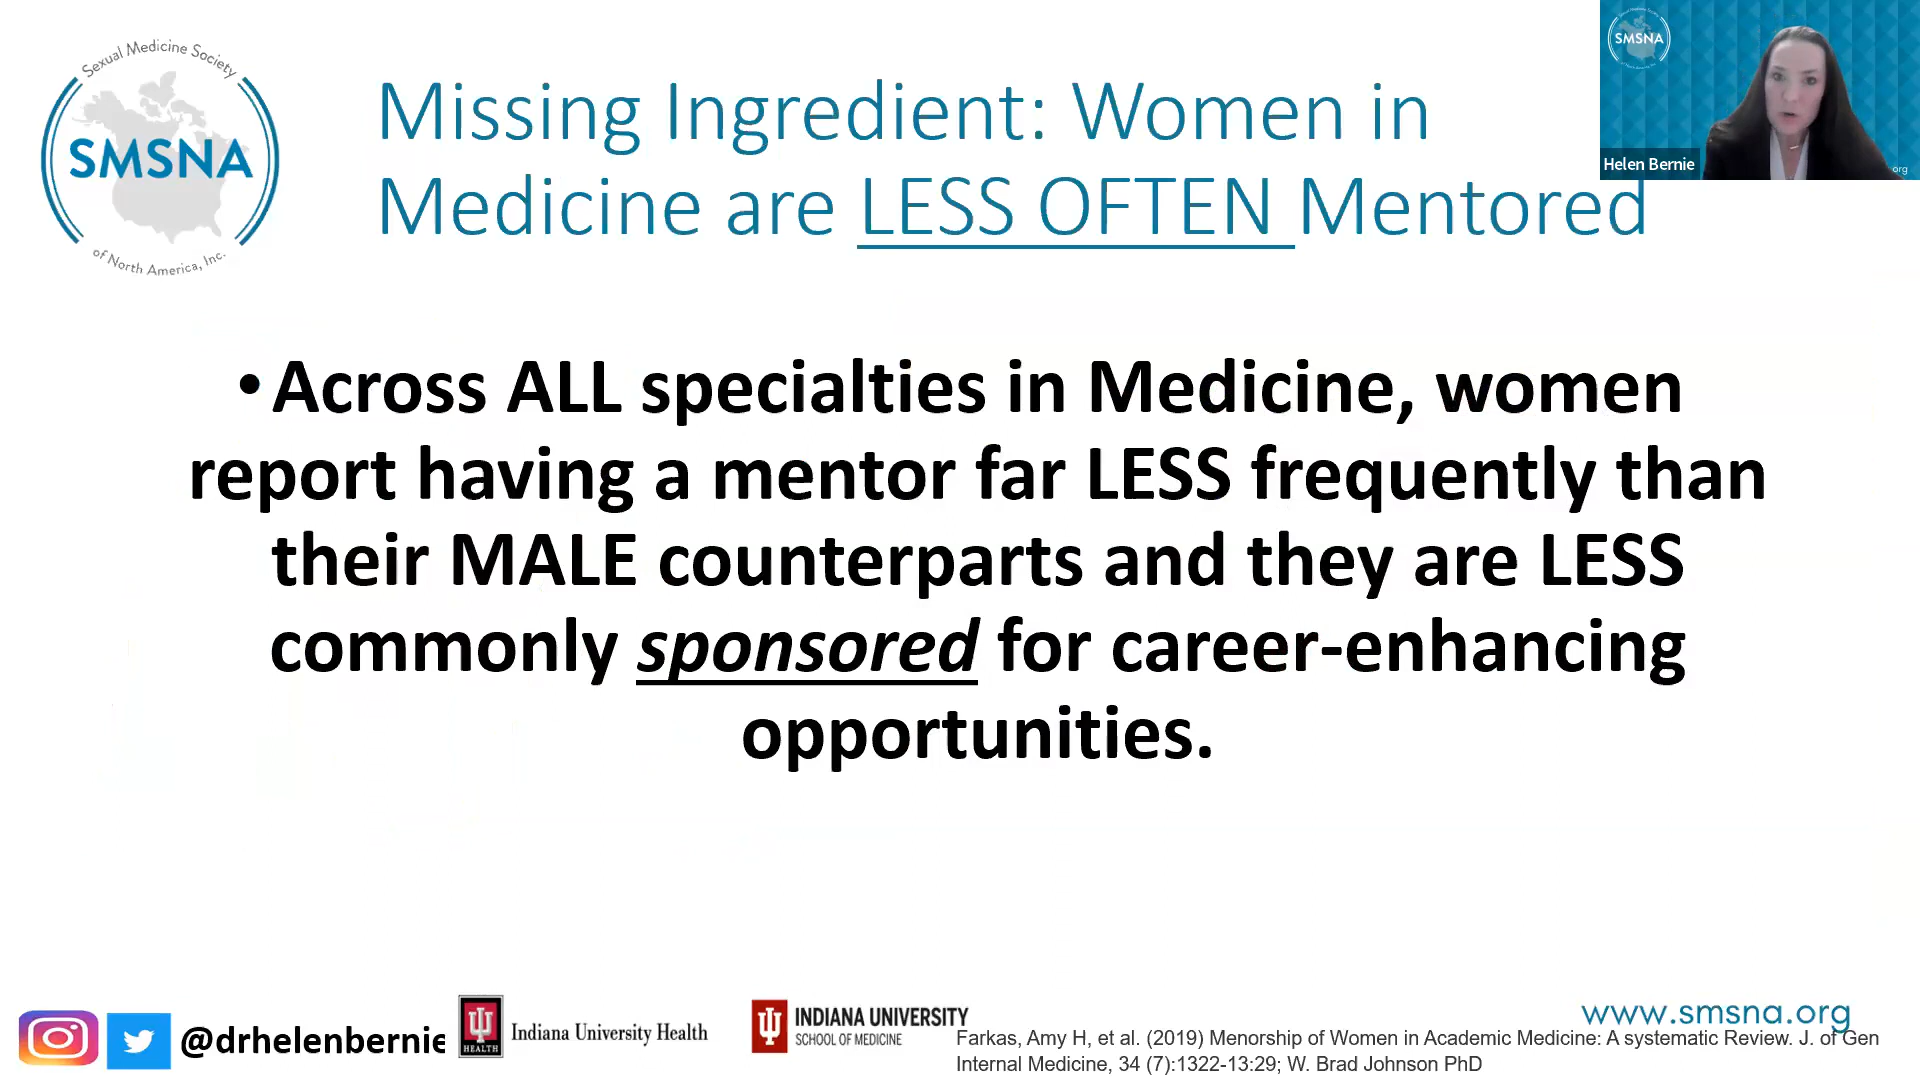 Sexual Medicine Society
SMSNA
of North America, Inc.
Missing Ingredient: Women in
Medicine are LESS OFTEN Mentored
SMSNA
Helen Bernie
org
•Across ALL specialties in Medicine, women
report having a mentor far LESS frequently than
their MALE counterparts and they are LESS
commonly sponsored for career-enhancing
opportunities.
@drhelenbernie
HEALTH
Indiana University Health
INDIANA UNIVERSITY
SCHOOL OF MEDICINE
www.smsna.org
Farkas, Amy H, et al. (2019) Menorship of Women in Academic Medicine: A systematic Review. J. of Gen
Internal Medicine, 34 (7):1322-13:29; W. Brad Johnson PhD